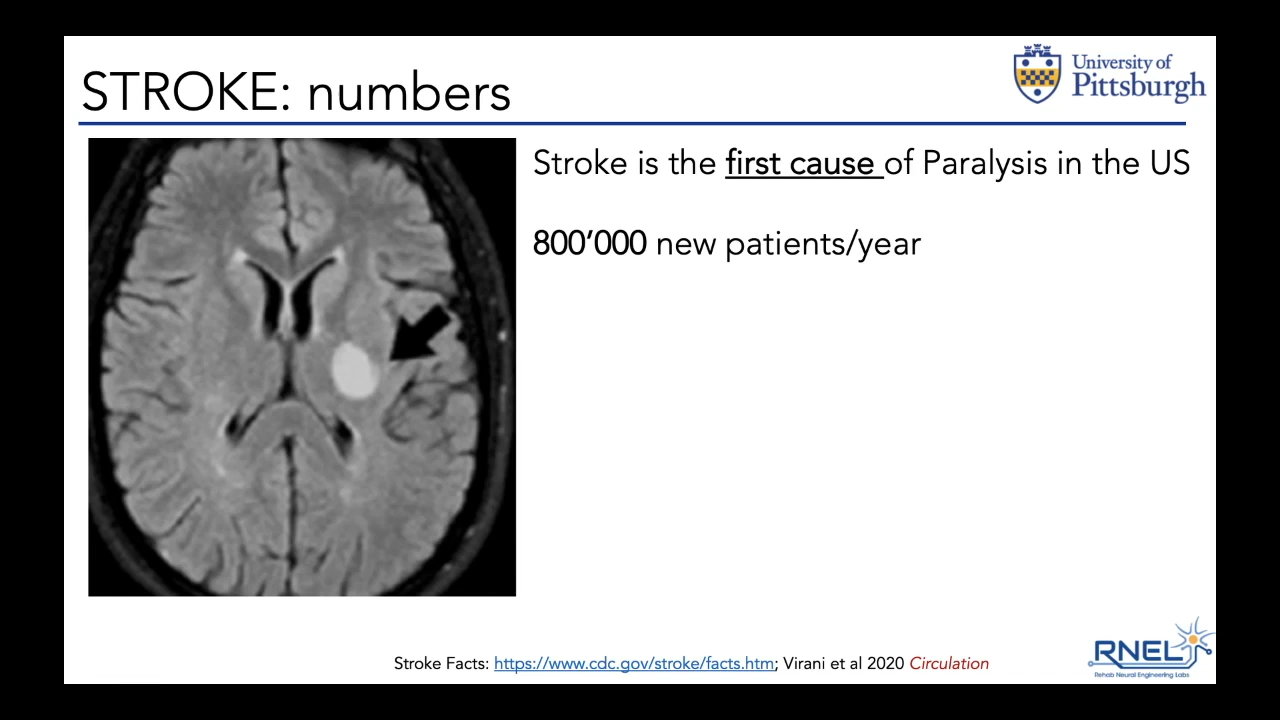 STROKE: numbers
University of
Pittsburgh
Stroke is the first cause of Paralysis in the US
800’000 new patients/year
Stroke Facts: https://www.cdc.gov/stroke/facts.htm; Virani et al 2020 Circulation
RNEL
Rehab Neural Engineering Labs